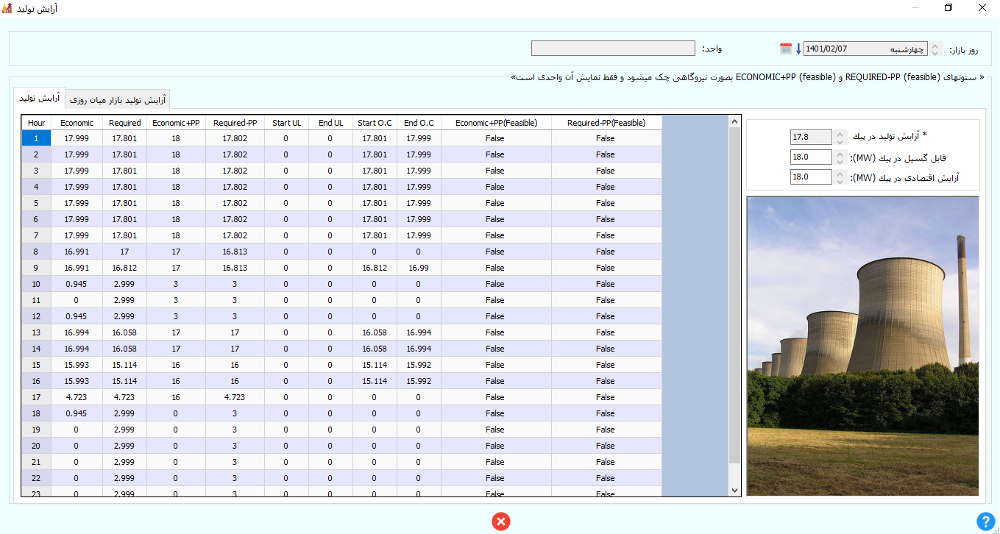 آرایش تولید
روز بازار: چهارشنبه 1401/02/07 واحد:
« ستونهای REQUIRED-PP (feasible) و ECONOMIC+PP (feasible) بصورت نیروگاهی چک میشود و فقط نمایش آن واحدی است»
آرایش تولید آرایش تولید بازار میان روزی
Hour Economic Required Economic+PP Required-PP Start UL End UL Start O.C End O.C Economic+PP(Feasible) Required-PP(Feasible)
1 17.999 17.801 18 17.802 0 0 17.801 17.999 False False
2 17.999 17.801 18 17.802 0 0 17.801 17.999 False False
3 17.999 17.801 18 17.802 0 0 17.801 17.999 False False
4 17.999 17.801 18 17.802 0 0 17.801 17.999 False False
5 17.999 17.801 18 17.802 0 0 17.801 17.999 False False
6 17.999 17.801 18 17.802 0 0 17.801 17.999 False False
7 17.999 17.801 18 17.802 0 0 17.801 17.999 False False
8 16.991 17 17 16.813 0 0 0 0 False False
9 16.991 16.812 17 16.813 0 0 16.812 16.99 False False
10 0.945 2.999 3 3 0 0 0 0 False False
11 0 2.999 3 3 0 0 0 0 False False
12 0.945 2.999 3 3 0 0 0 0 False False
13 16.994 16.058 17 17 0 0 16.058 16.994 False False
14 16.994 16.058 17 17 0 0 16.058 16.994 False False
15 15.993 15.114 16 16 0 0 15.114 15.992 False False
16 15.993 15.114 16 16 0 0 15.114 15.992 False False
17 4.723 4.723 16 4.723 0 0 0 0 False False
18 0.945 2.999 0 3 0 0 0 0 False False
19 0 2.999 0 3 0 0 0 0 False False
20 0 2.999 0 3 0 0 0 0 False False
21 0 2.999 0 3 0 0 0 0 False False
22 0 2.999 0 3 0 0 0 0 False False
23 0 2.999 0 3 0 0 0 0 False False
* آرایش تولید در پیک 17.8
قابل گسیل در پیک (MW): 18.0
آرایش اقتصادی در پیک (MW): 18.0
?